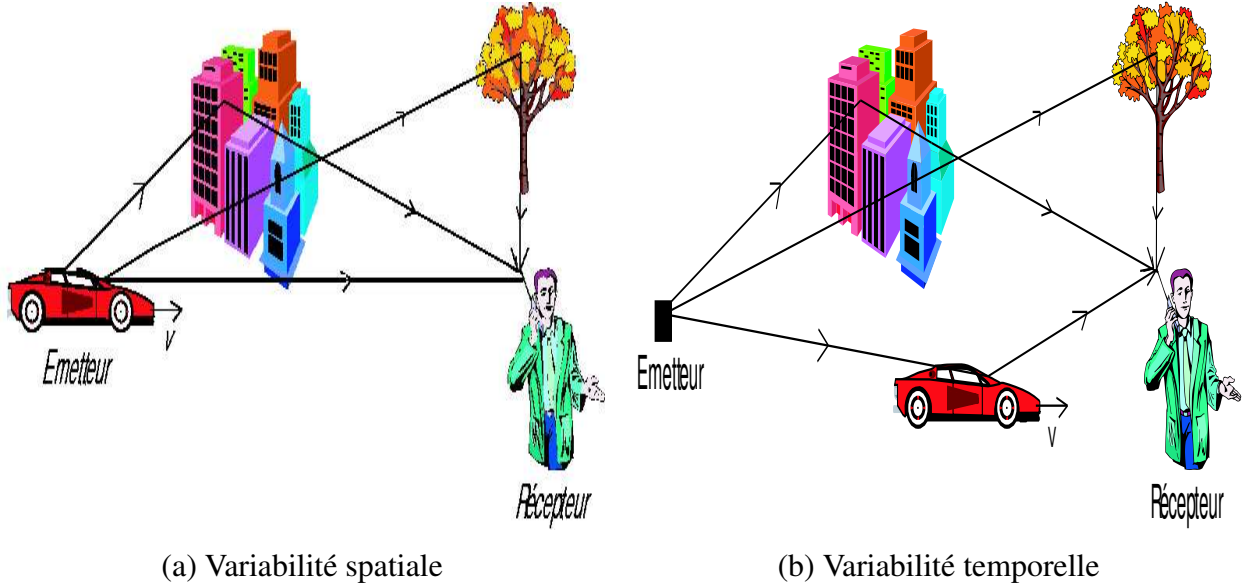 v
Emetteur
Récepteur
(a) Variabilité spatiale
Emetteur
v
Récepteur
(b) Variabilité temporelle